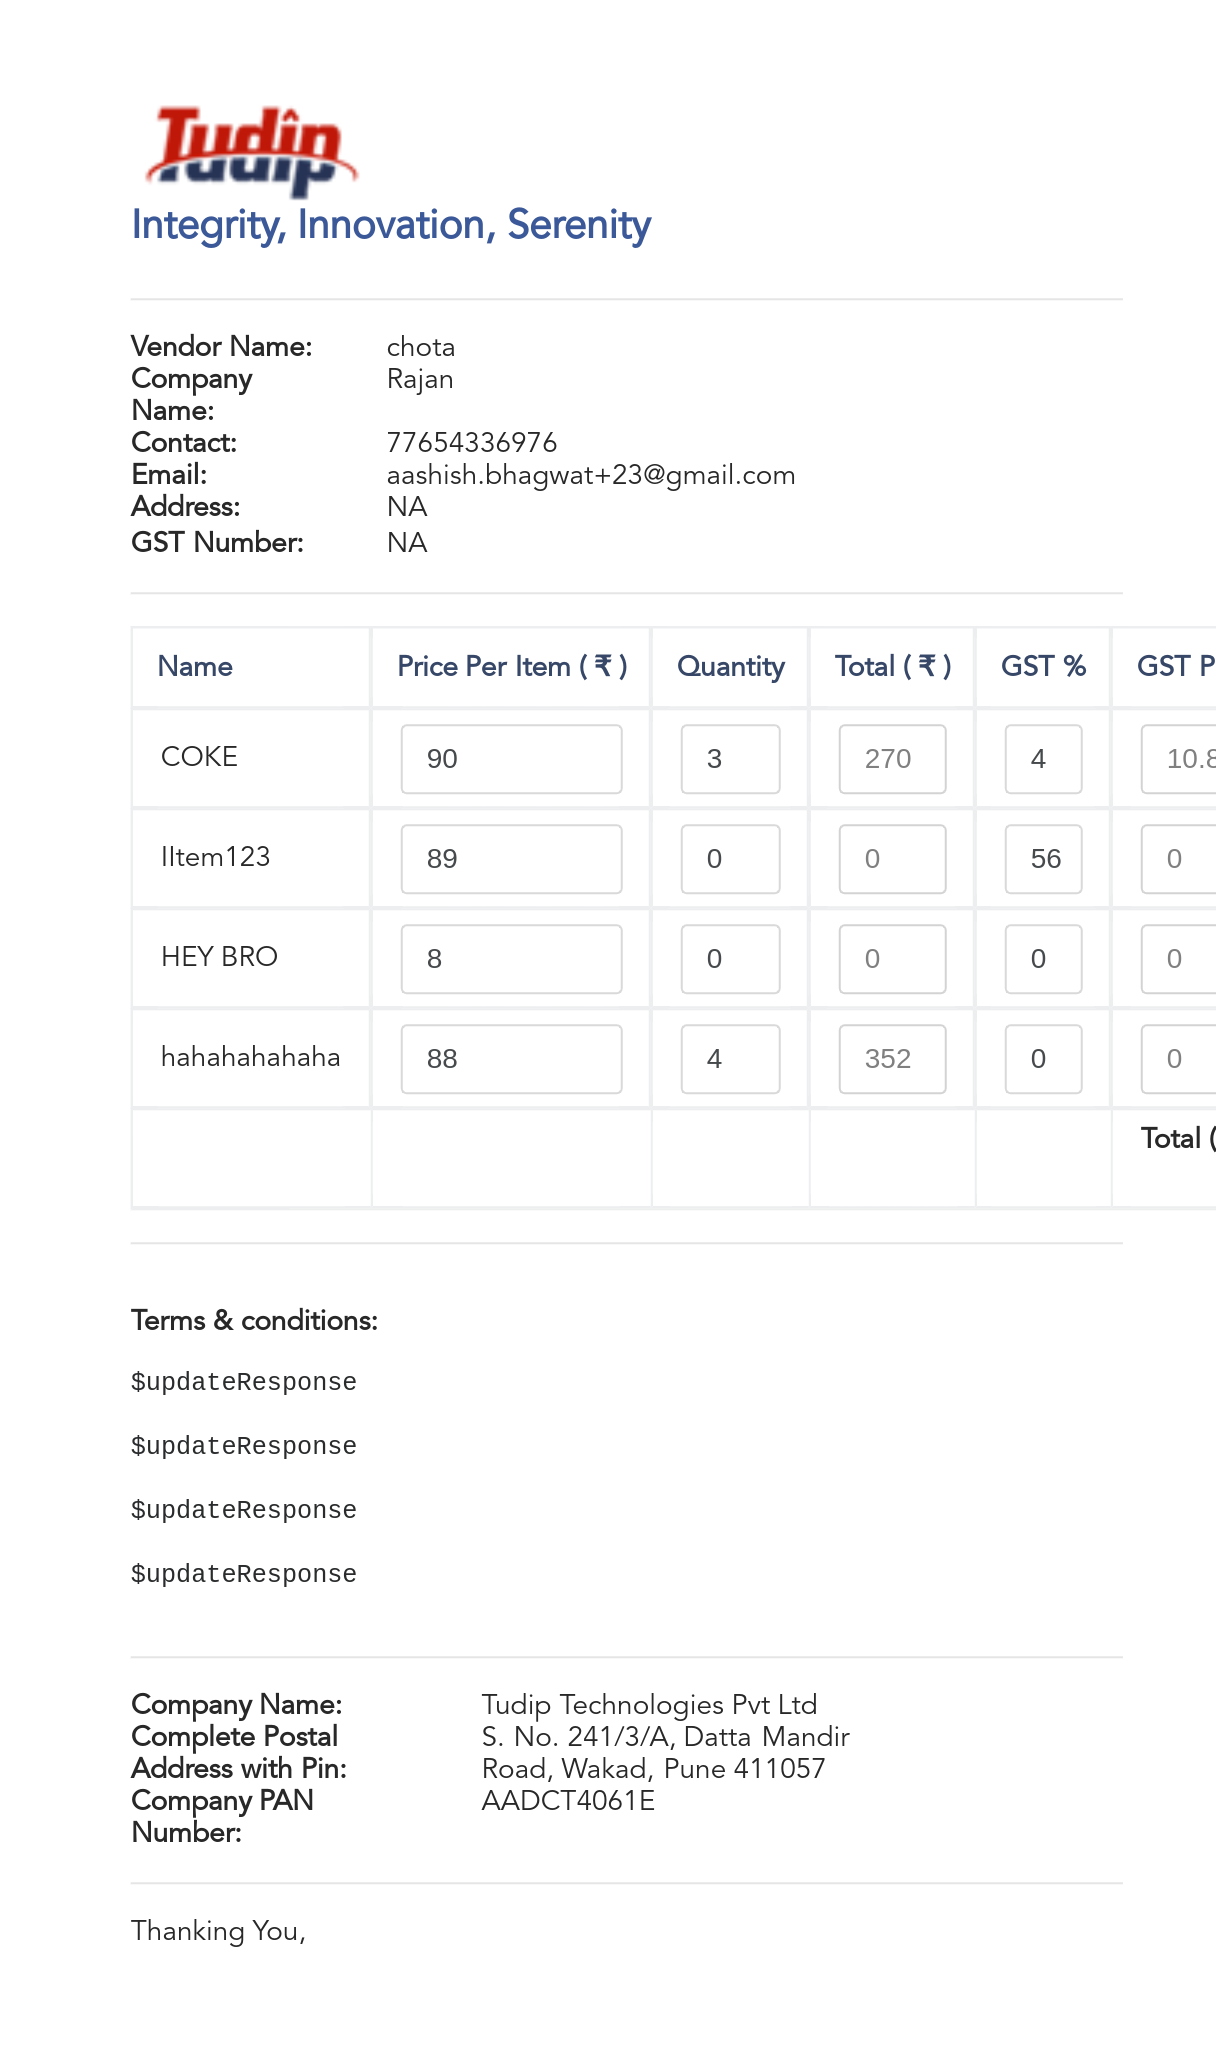 Tudip
Integrity, Innovation, Serenity
Vendor Name: chota
Company Rajan
Name:
Contact: 77654336976
Email: aashish.bhagwat+23@gmail.com
Address: NA
GST Number: NA
Name Price Per Item ( ₹ ) Quantity Total ( ₹ ) GST % GST P
COKE 90 3 270 4 10.8
IItem123 89 0 0 56 0
HEY BRO 8 0 0 0 0
hahahahahaha 88 4 352 0 0
Total (
Terms & conditions:
$updateResponse
$updateResponse
$updateResponse
$updateResponse
Company Name: Tudip Technologies Pvt Ltd
Complete Postal S. No. 241/3/A, Datta Mandir
Address with Pin: Road, Wakad, Pune 411057
Company PAN AADCT4061E
Number:
Thanking You,